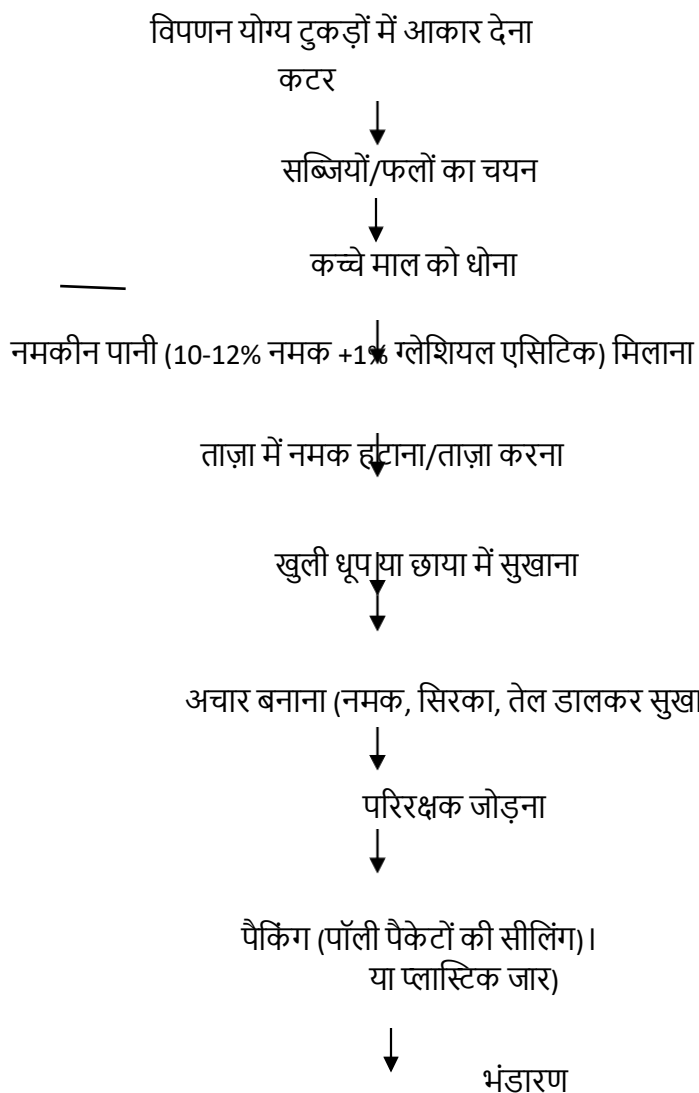 विपणन योग्य टुकड़ों में आकार देना
कटर
सब्जियों/फलों का चयन
कच्चे माल को धोना
नमकीन पानी (10-12% नमक +1% ग्लेशियल एसिटिक) मिलाना
ताज़ा में नमक हटाना/ताज़ा करना
खुली धूप या छाया में सुखाना
अचार बनाना (नमक, सिरका, तेल डालकर सुखा
परिरक्षक जोड़ना
पैकिंग (पॉली पैकेटों की सीलिंग)।
या प्लास्टिक जार)
भंडारण